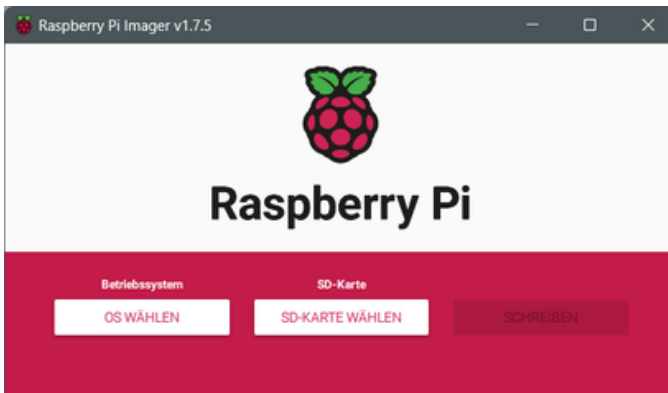 Raspberry Pi Imager v1.7.5
Raspberry Pi
Betriebssystem
SD-Karte
OS WÄHLEN
SD-KARTE WÄHLEN
SCHREIBEN